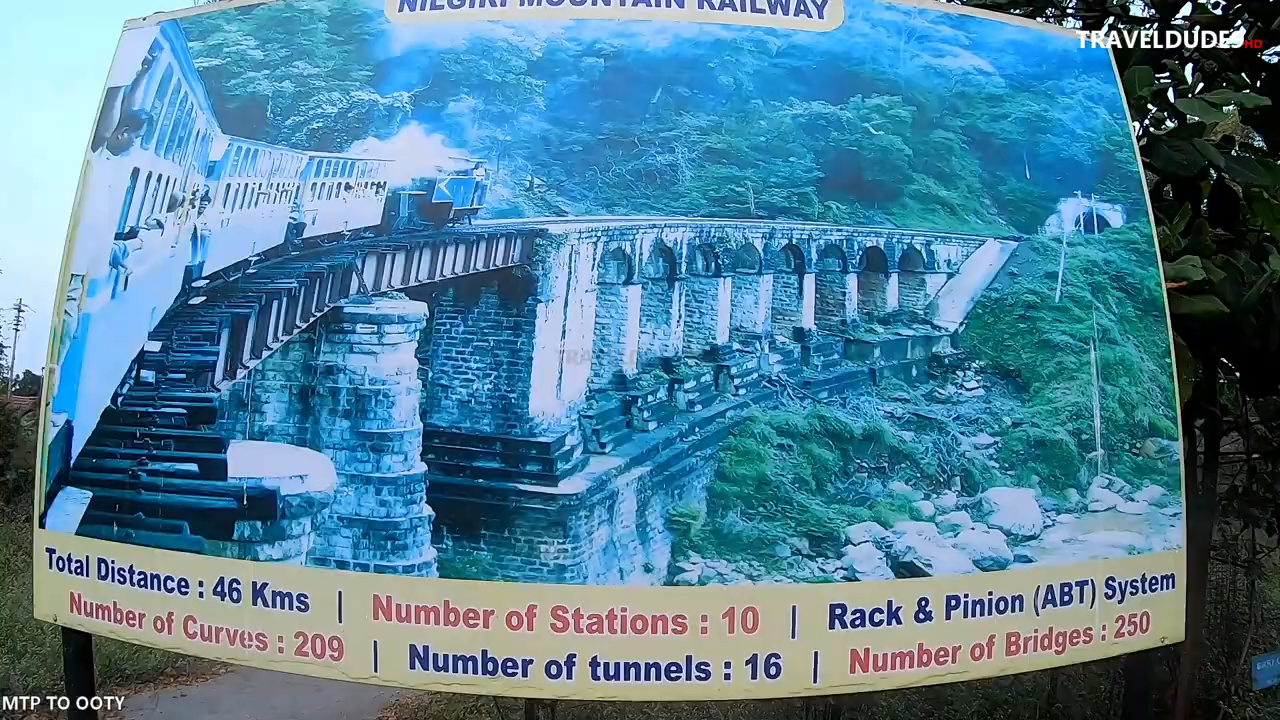 NILGIRI MOUNTAIN RAILWAY
TRAVELDUDES HD
Total Distance : 46 Kms | Number of Stations : 10 | Rack & Pinion (ABT) System
Number of Curves : 209 | Number of tunnels : 16 | Number of Bridges : 250
MTP TO OOTY